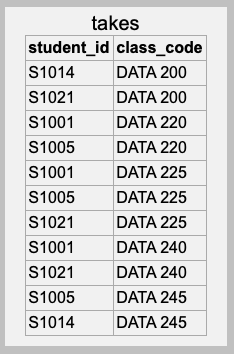 takes
student_id class_code
S1014 DATA 200
S1021 DATA 200
S1001 DATA 220
S1005 DATA 220
S1001 DATA 225
S1005 DATA 225
S1021 DATA 225
S1001 DATA 240
S1021 DATA 240
S1005 DATA 245
S1014 DATA 245